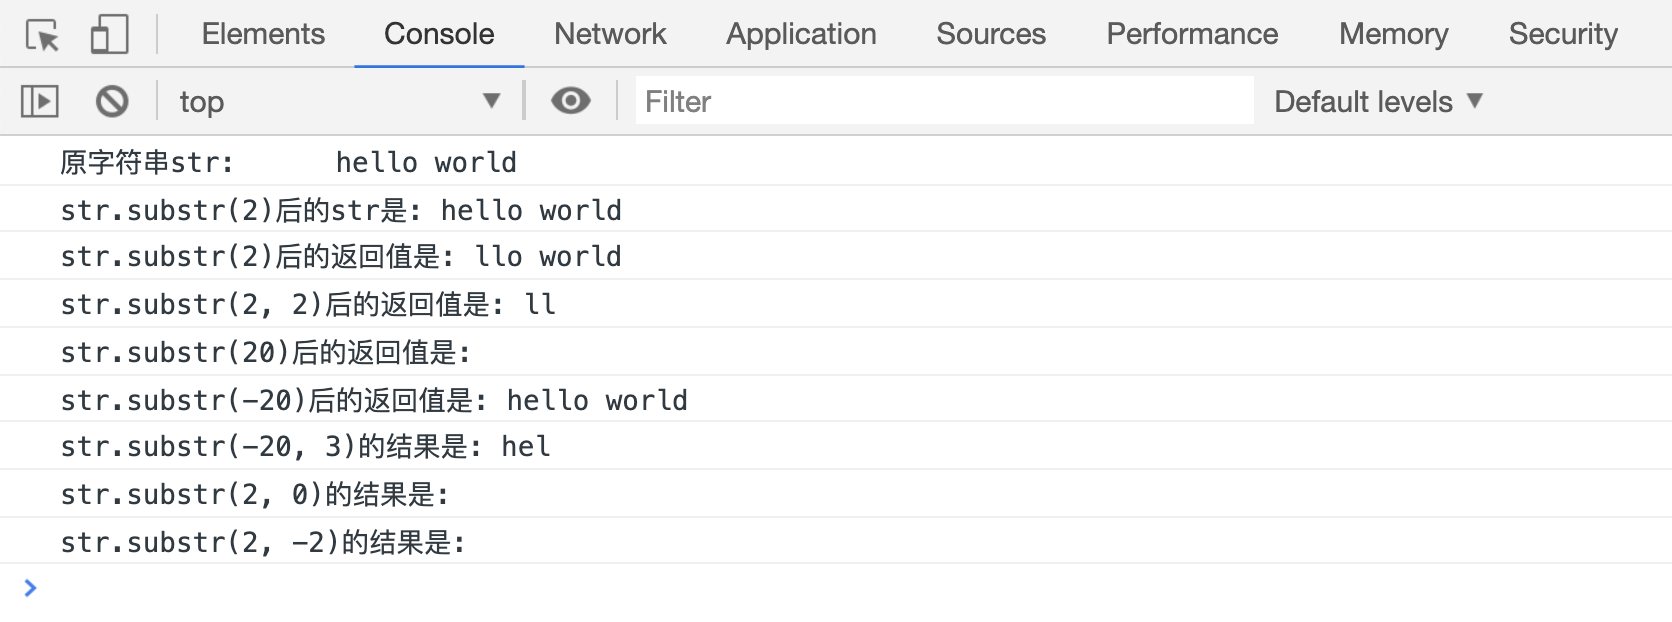 Elements Console Network Application Sources Performance Memory Security
top Filter Default levels
原字符串str: hello world
str.substr(2)后的str是: hello world
str.substr(2)后的返回值是: llo world
str.substr(2, 2)后的返回值是: ll
str.substr(20)后的返回值是:
str.substr(-20)后的返回值是: hello world
str.substr(-20, 3)的结果是: hel
str.substr(2, 0)的结果是:
str.substr(2, -2)的结果是: